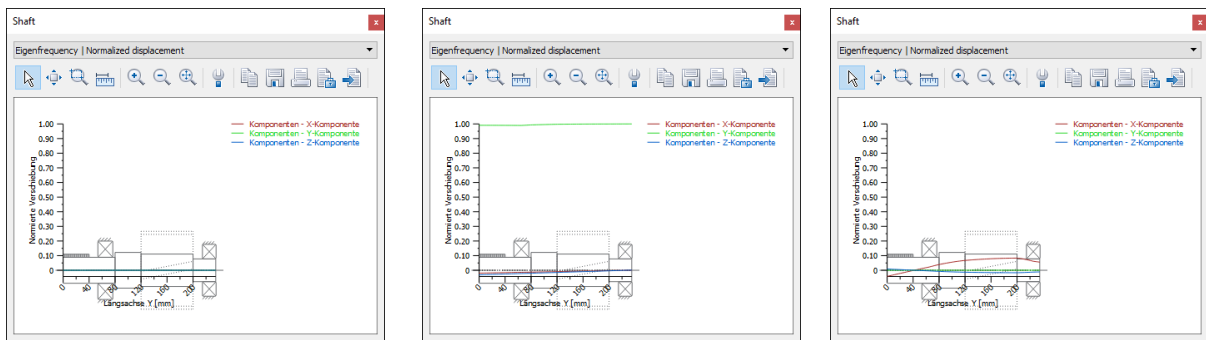 Shaft
x
Eigenfrequency | Normalized displacement
Komponenten - X-Komponente
Komponenten - Y-Komponente
Komponenten - Z-Komponente
1.00
0.90
0.80
0.70
0.60
0.50
0.40
0.30
0.20
0.10
0
Normierte Verschiebung
0 40 80 120 160 200
Längsachse Y [mm]
Shaft
x
Eigenfrequency | Normalized displacement
Komponenten - X-Komponente
Komponenten - Y-Komponente
Komponenten - Z-Komponente
1.00
0.90
0.80
0.70
0.60
0.50
0.40
0.30
0.20
0.10
0
Normierte Verschiebung
0 40 80 120 160 200
Längsachse Y [mm]
Shaft
x
Eigenfrequency | Normalized displacement
Komponenten - X-Komponente
Komponenten - Y-Komponente
Komponenten - Z-Komponente
1.00
0.90
0.80
0.70
0.60
0.50
0.40
0.30
0.20
0.10
0
Normierte Verschiebung
0 40 80 120 160 200
Längsachse Y [mm]